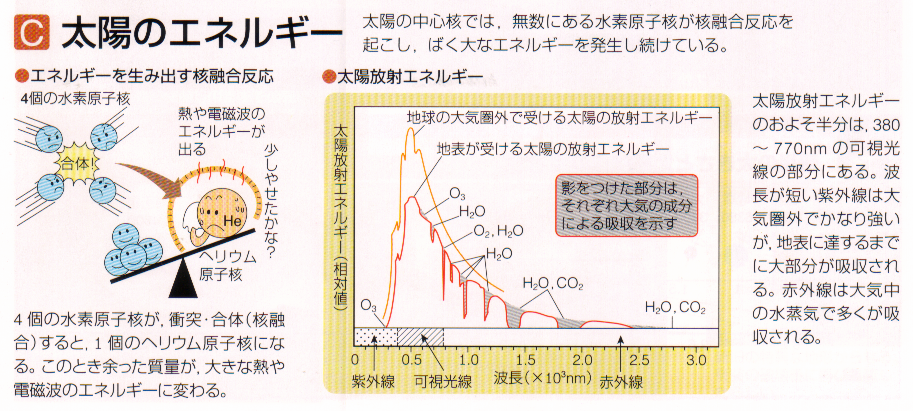 C 太陽のエネルギー
太陽の中心核では，無数にある水素原子核が核融合反応を
起こし，ばく大なエネルギーを発生し続けている。
●エネルギーを生み出す核融合反応
4個の水素原子核
合体!
熱や電磁波の
エネルギーが
出る
少しやせたかな？
He
ヘリウム
原子核
4個の水素原子核が，衝突・合体(核融
合)すると，1個のヘリウム原子核にな
る。このとき余った質量が，大きな熱や
電磁波のエネルギーに変わる。
●太陽放射エネルギー
太陽放射エネルギー(相対値)
地球の大気圏外で受ける太陽の放射エネルギー
地表が受ける太陽の放射エネルギー
影をつけた部分は，
それぞれ大気の成分
による吸収を示す
O₃
H₂O
O₂, H₂O
H₂O
H₂O, CO₂
H₂O, CO₂
O₃
0 0.5 1.0 1.5 2.0 2.5 3.0
紫外線 可視光線 波長(×10³nm) 赤外線
太陽放射エネルギー
のおよそ半分は，380
～770nmの可視光
線の部分にある。波
長が短い紫外線は大
気圏外でかなり強い
が，地表に達するまで
に大部分が吸収され
る。赤外線は大気中
の水蒸気で多くが吸
収される。